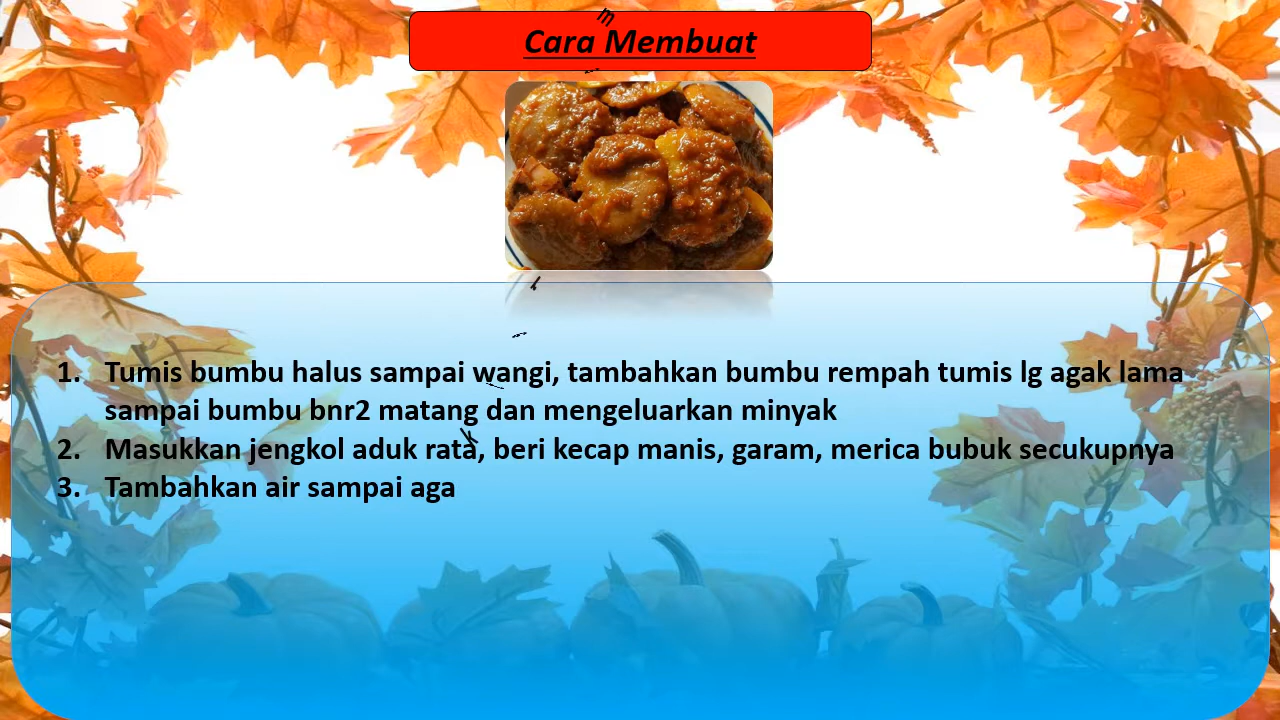 Cara Membuat
1. Tumis bumbu halus sampai wangi, tambahkan bumbu rempah tumis lg agak lama
sampai bumbu bnr2 matang dan mengeluarkan minyak
2. Masukkan jengkol aduk rata, beri kecap manis, garam, merica bubuk secukupnya
3. Tambahkan air sampai aga